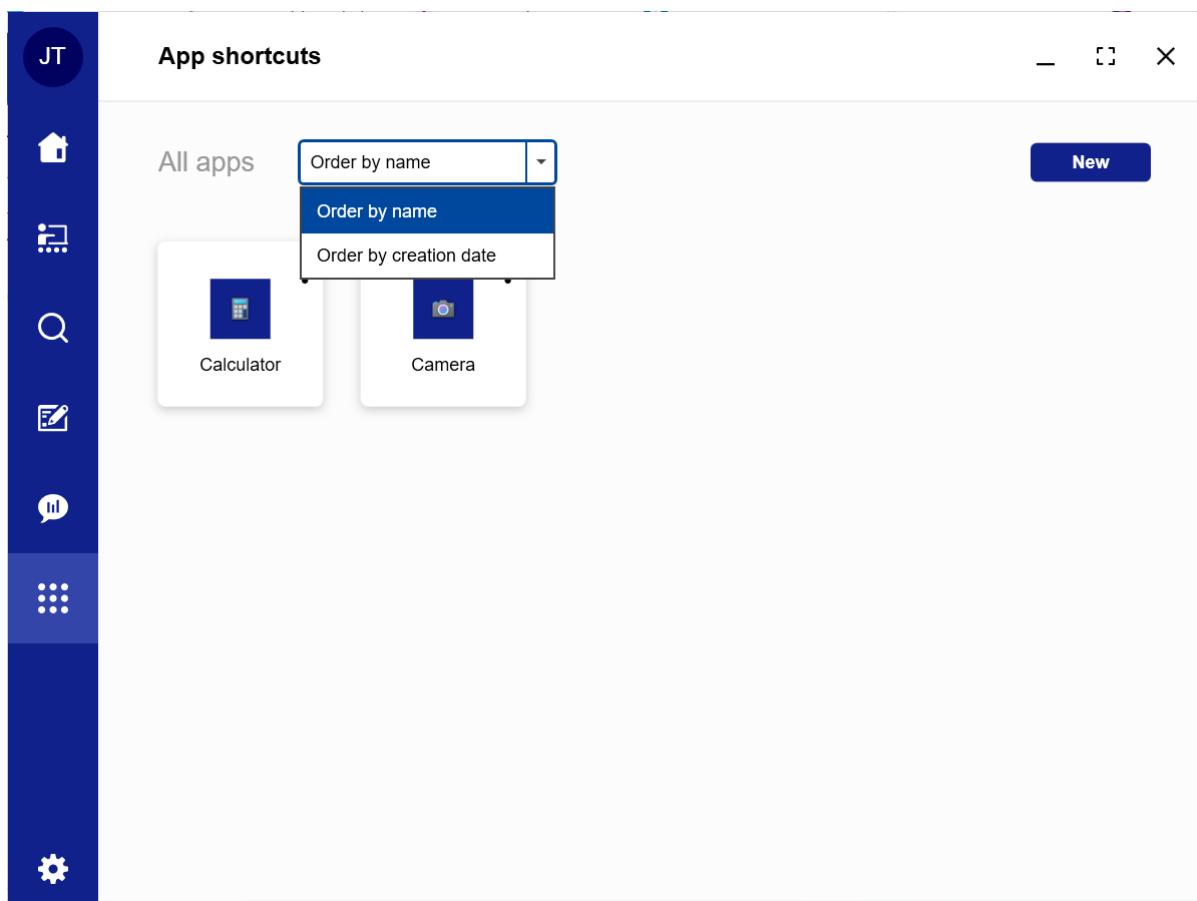 JT
App shortcuts
All apps
Order by name
New
Order by name
Order by creation date
Calculator
Camera